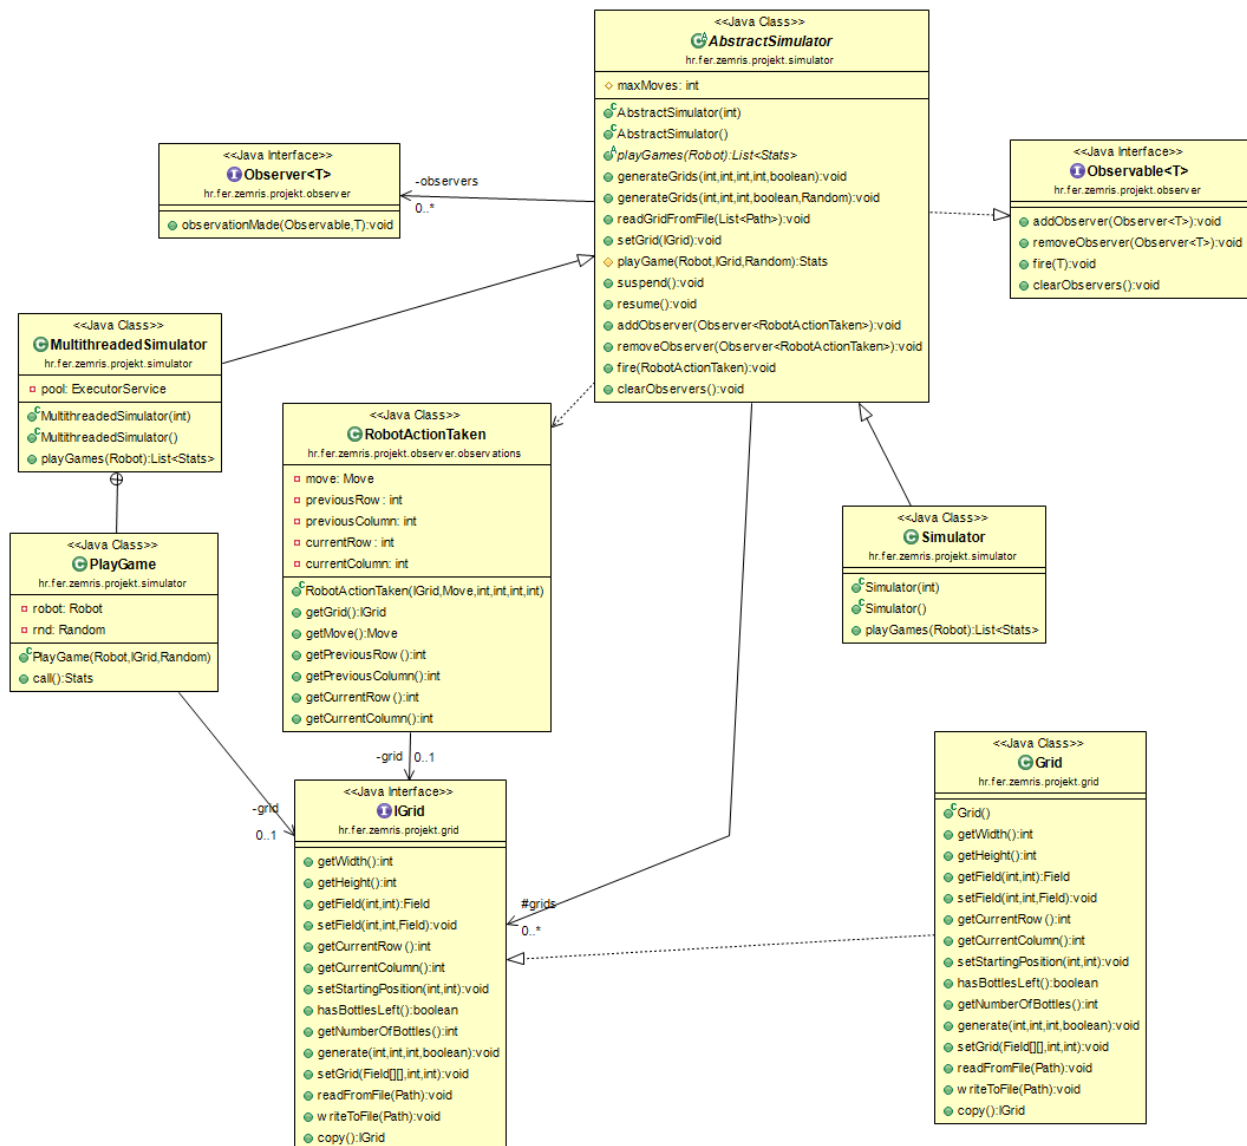 <<Java Class>>
AbstractSimulator
hr.fer.zemris.projekt.simulator
maxMoves: int
AbstractSimulator(int)
AbstractSimulator()
playGames(Robot):List<Stats>
generateGrids(int,int,int,int,boolean):void
generateGrids(int,int,int,boolean,Random):void
readGridFromFile(List<Path>):void
setGrid(IGrid):void
playGame(Robot,IGrid,Random):Stats
suspend():void
resume():void
addObserver(Observer<RobotActionTaken>):void
removeObserver(Observer<RobotActionTaken>):void
fire(RobotActionTaken):void
clearObservers():void
<<Java Interface>>
Observer<T>
hr.fer.zemris.projekt.observer
observationMade(Observable,T):void
-observers
0..*
<<Java Interface>>
Observable<T>
hr.fer.zemris.projekt.observer
addObserver(Observer<T>):void
removeObserver(Observer<T>):void
fire(T):void
clearObservers():void
<<Java Class>>
MultithreadedSimulator
hr.fer.zemris.projekt.simulator
pool: ExecutorService
MultithreadedSimulator(int)
MultithreadedSimulator()
playGames(Robot):List<Stats>
<<Java Class>>
RobotActionTaken
hr.fer.zemris.projekt.observer.observations
move: Move
previousRow: int
previousColumn: int
currentRow: int
currentColumn: int
RobotActionTaken(IGrid,Move,int,int,int,int)
getGrid():IGrid
getMove():Move
getPreviousRow():int
getPreviousColumn():int
getCurrentRow():int
getCurrentColumn():int
<<Java Class>>
Simulator
hr.fer.zemris.projekt.simulator
Simulator(int)
Simulator()
playGames(Robot):List<Stats>
<<Java Class>>
PlayGame
hr.fer.zemris.projekt.simulator
robot: Robot
rnd: Random
PlayGame(Robot,IGrid,Random)
call():Stats
-grid
0..1
-grid
0..1
#grids
0..*
<<Java Interface>>
IGrid
hr.fer.zemris.projekt.grid
getWidth():int
getHeight():int
getField(int,int):Field
setField(int,int,Field):void
getCurrentRow():int
getCurrentColumn():int
setStartingPosition(int,int):void
hasBottlesLeft():boolean
getNumberOfBottles():int
generate(int,int,int,boolean):void
setGrid(Field[][],int,int):void
readFromFile(Path):void
writeToFile(Path):void
copy():IGrid
<<Java Class>>
Grid
hr.fer.zemris.projekt.grid
Grid()
getWidth():int
getHeight():int
getField(int,int):Field
setField(int,int,Field):void
getCurrentRow():int
getCurrentColumn():int
setStartingPosition(int,int):void
hasBottlesLeft():boolean
getNumberOfBottles():int
generate(int,int,int,boolean):void
setGrid(Field[][],int,int):void
readFromFile(Path):void
writeToFile(Path):void
copy():IGrid